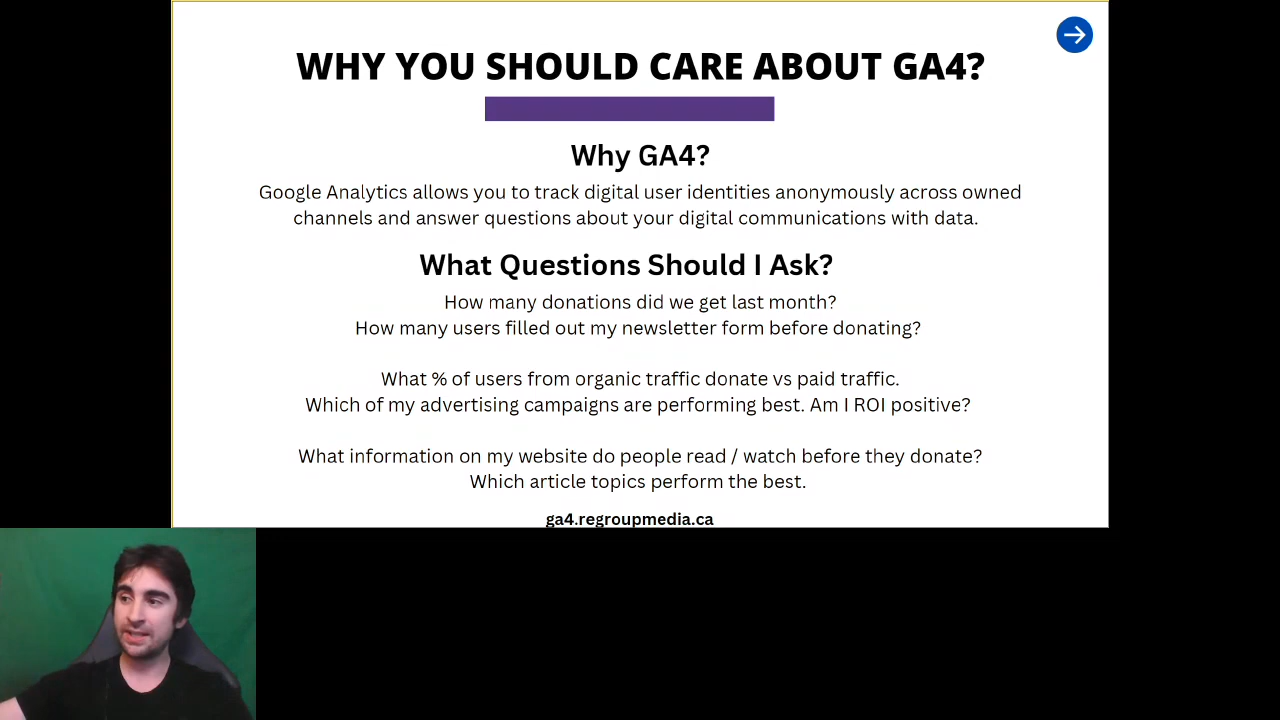 WHY YOU SHOULD CARE ABOUT GA4?
Why GA4?
Google Analytics allows you to track digital user identities anonymously across owned
channels and answer questions about your digital communications with data.
What Questions Should I Ask?
How many donations did we get last month?
How many users filled out my newsletter form before donating?
What % of users from organic traffic donate vs paid traffic.
Which of my advertising campaigns are performing best. Am I ROI positive?
What information on my website do people read / watch before they donate?
Which article topics perform the best.
ga4.regroupmedia.ca